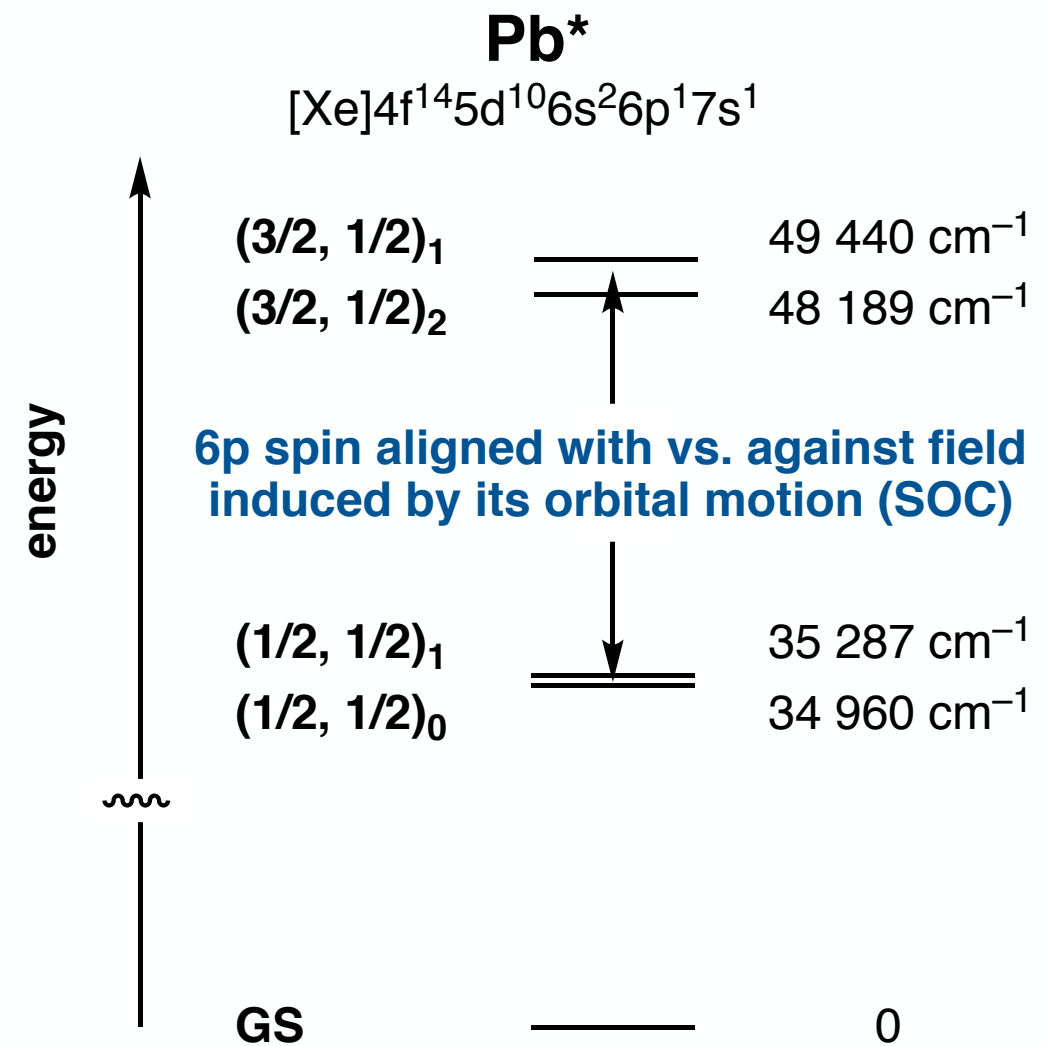 Pb*
[Xe]4f¹⁴5d¹⁰6s²6p¹7s¹
(3/2, 1/2)₁ 49 440 cm⁻¹
(3/2, 1/2)₂ 48 189 cm⁻¹
energy
6p spin aligned with vs. against field
induced by its orbital motion (SOC)
(1/2, 1/2)₁ 35 287 cm⁻¹
(1/2, 1/2)₀ 34 960 cm⁻¹
GS 0